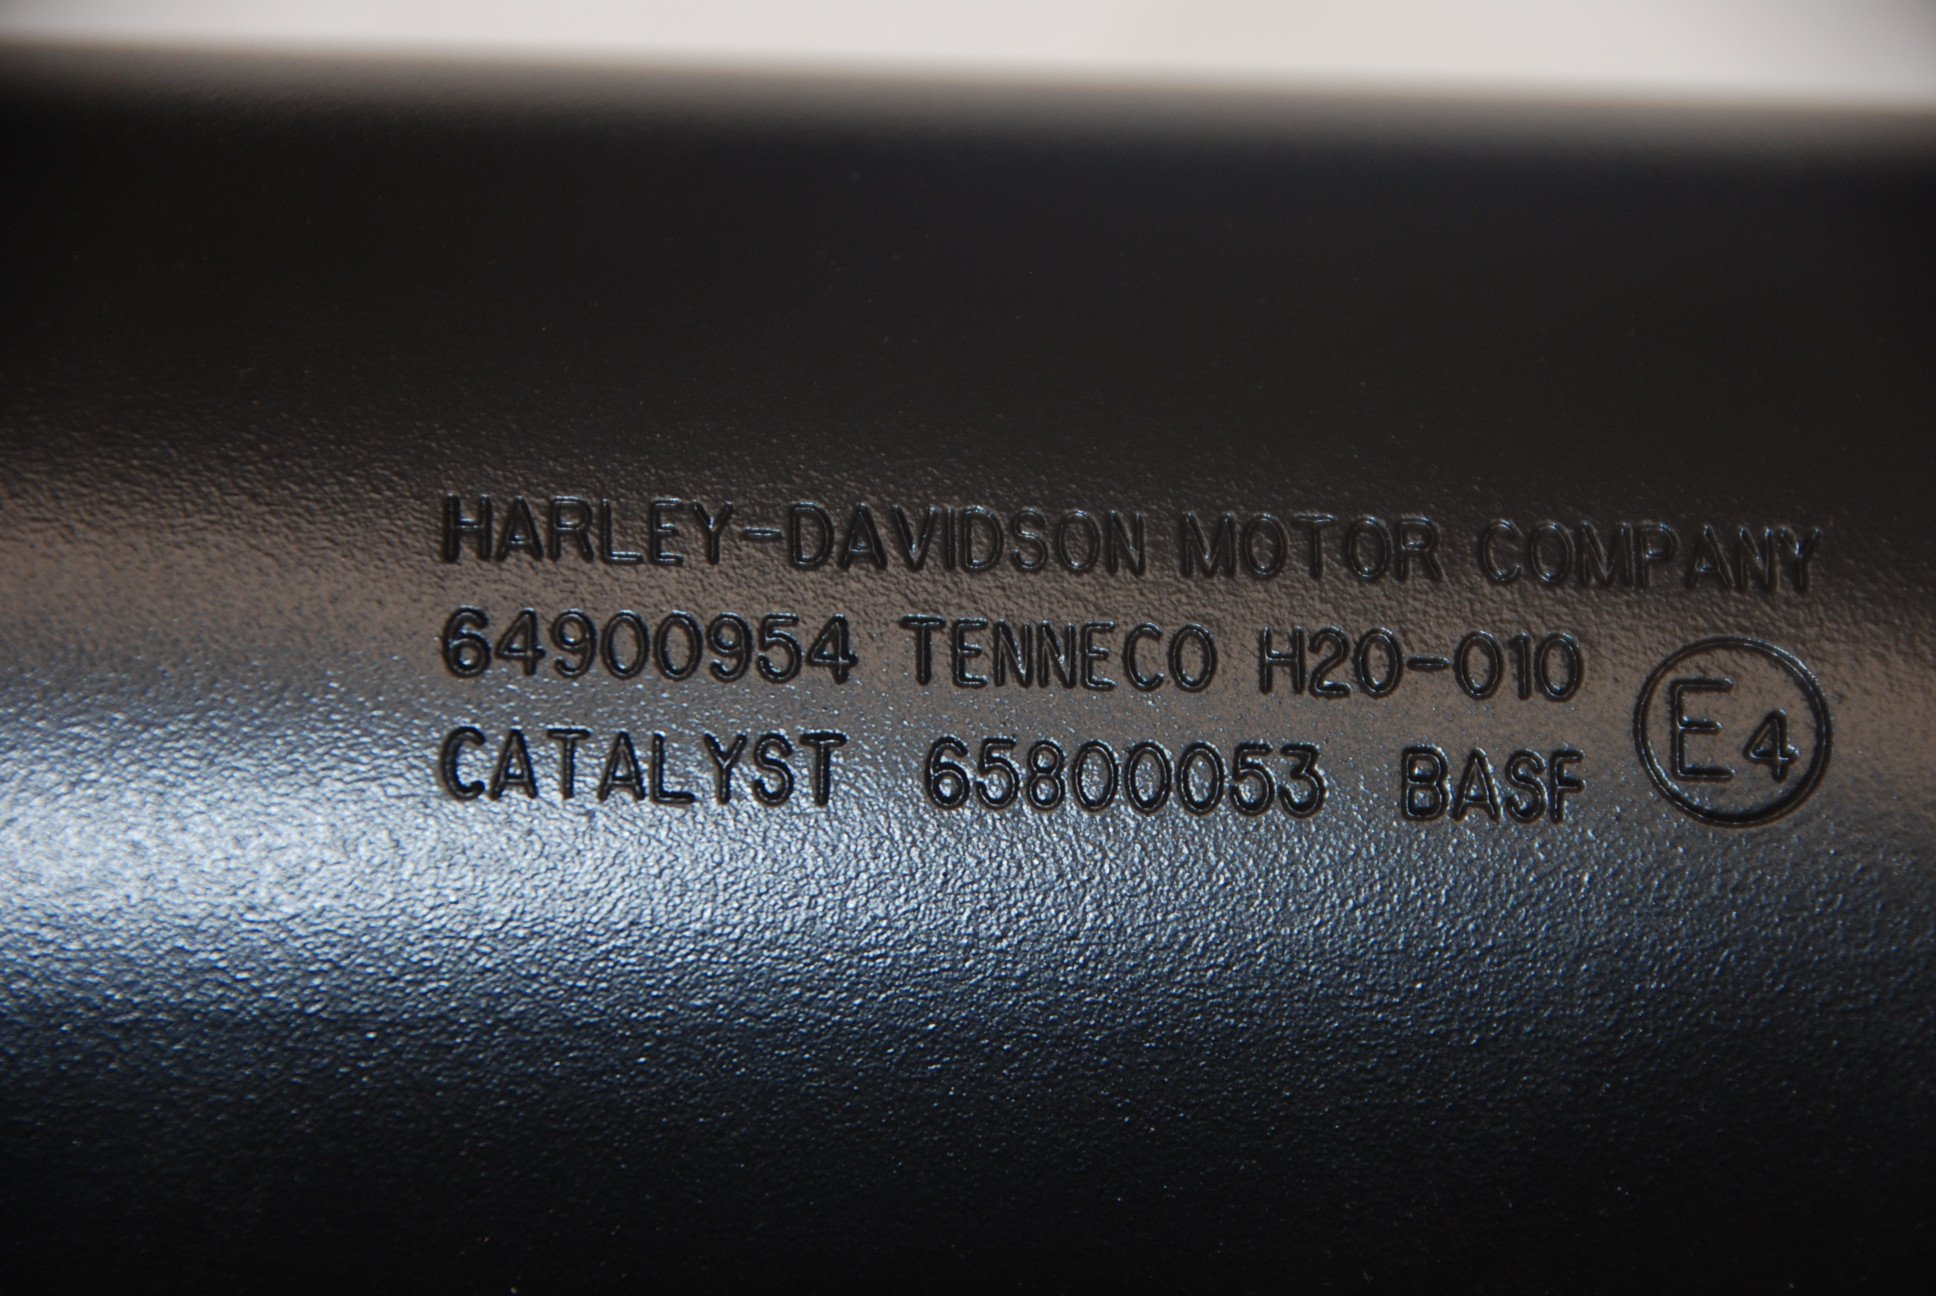 HARLEY-DAVIDSON MOTOR COMPANY
64900954 TENNECO H20-010
CATALYST 65800053 BASF
E4